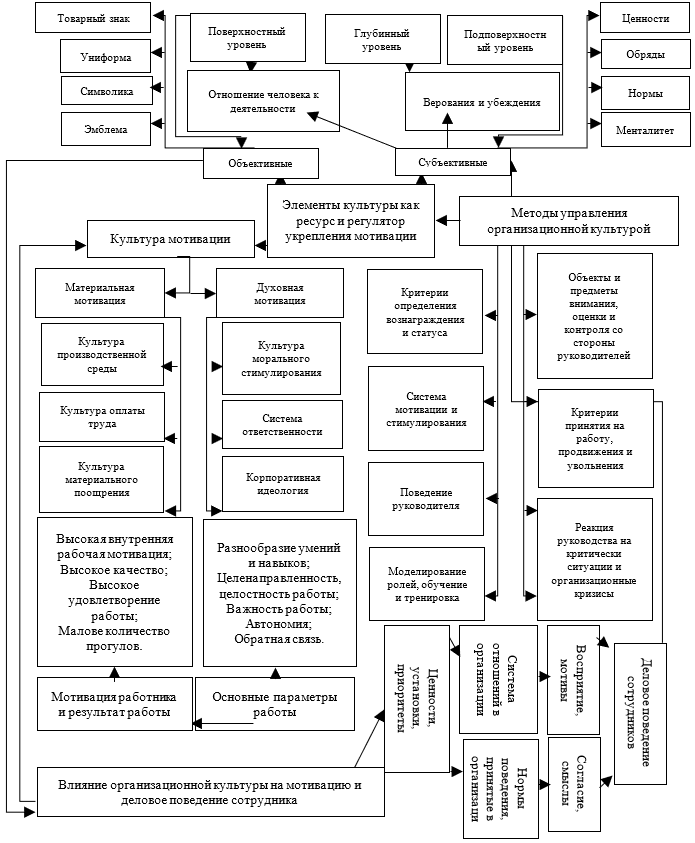 Товарный знак
Поверхностный
уровень
Глубинный
уровень
Подповерхностн
ый уровень
Ценности
Униформа
Обряды
Символика
Отношение человека к
деятельности
Верования и убеждения
Нормы
Эмблема
Менталитет
Объективные
Субъективные
Элементы культуры как
ресурс и регулятор
укрепления мотивации
Методы управления
организационной культурой
Культура мотивации
Материальная
мотивация
Духовная
мотивация
Культура
производственной
среды
Культура
морального
стимулирования
Культура оплаты
труда
Система
ответственности
Культура
материального
поощрения
Корпоративная
идеология
Критерии
определения
вознаграждения
и статуса
Объекты и
предметы
внимания,
оценки и
контроля со
стороны
руководителей
Система
мотивации и
стимулирования
Критерии
принятия на
работу,
продвижения и
увольнения
Поведение
руководителя
Реакция
руководства на
критически
ситуации и
организационные
кризисы
Моделирование
ролей, обучение
и тренировка
Высокая внутренняя
рабочая мотивация;
Высокое качество;
Высокое
удовлетворение
работы;
Малове количество
прогулов.
Разнообразие умений
и навыков;
Целенаправленность,
целостность работы;
Важность работы;
Автономия;
Обратная связь.
Мотивация работника
и результат работы
Основные параметры
работы
Ценности,
установки,
приоритеты
Система
отношений в
организации
Восприятие,
мотивы
Деловое поведение
сотрудников
Нормы
поведения,
принятые в
организаци
Согласие,
смыслы
Влияние организационной культуры на мотивацию и
деловое поведение сотрудника